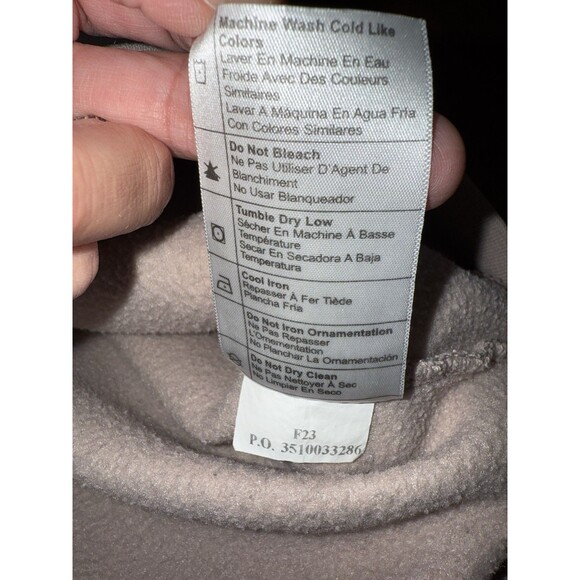 Machine Wash Cold Like
Colors
Laver En Machine En Eau
Froide Avec Des Couleurs
Similaires
Lavar A Máquina En Agua Fría
Con Colores Similares
Do Not Bleach
Ne Pas Utiliser D'Agent De
Blanchiment
No Usar Blanqueador
Tumble Dry Low
Sécher En Machine À Basse
Température
Secar En Secadora A Baja
Temperatura
Cool Iron
Repasser À Fer Tiède
Plancha Fría
Do Not Iron Ornamentation
Ne Pas Repasser
L'Ornementation
No Planchar La Ornamentación
Do Not Dry Clean
Ne Pas Nettoyer À Sec
No Limpiar En Seco
F23
P.O. 3510033286